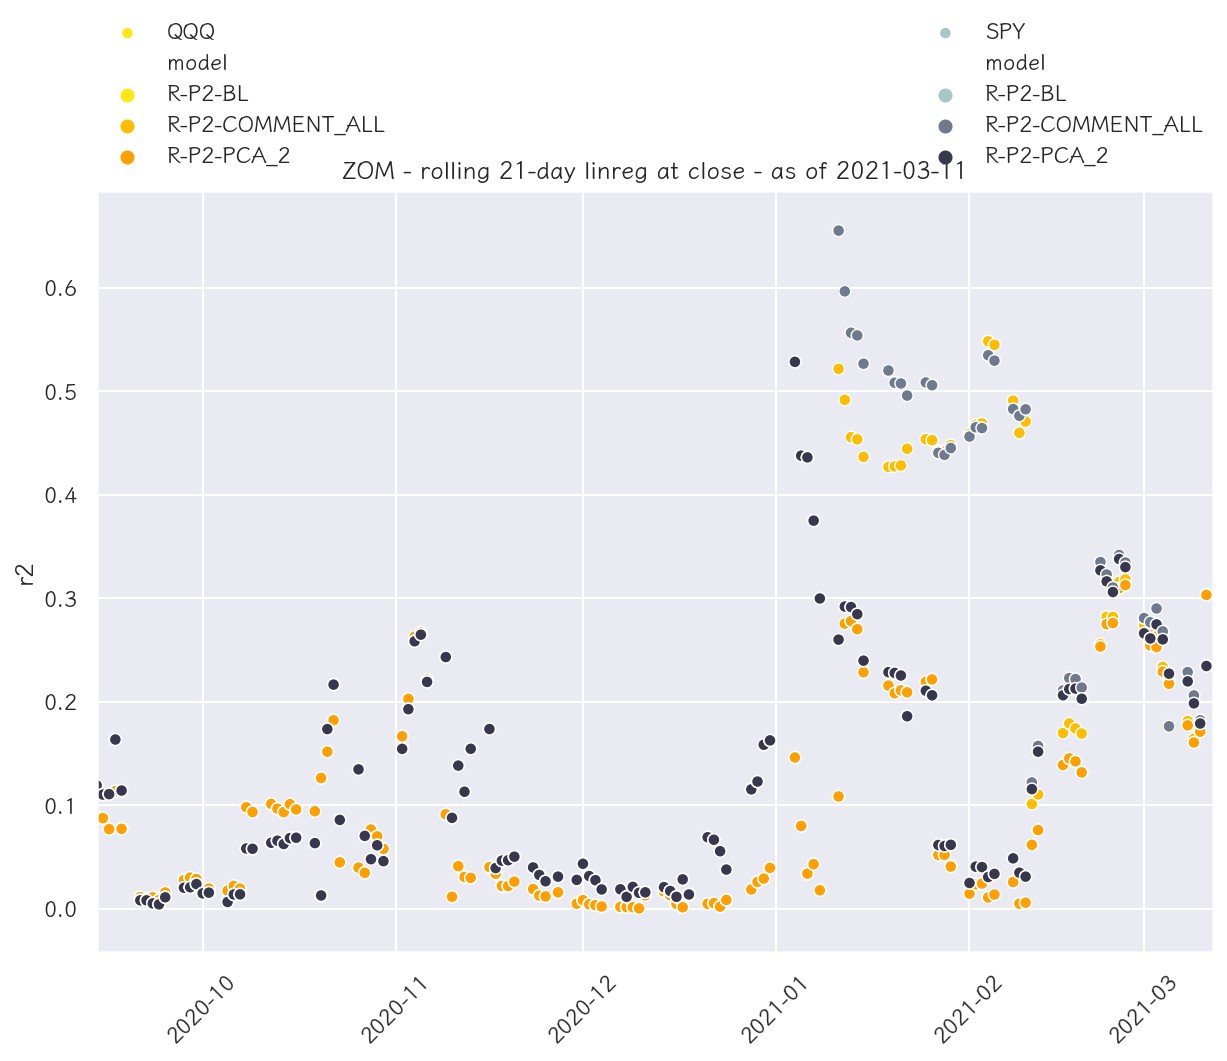 QQQ
model
R-P2-BL
R-P2-COMMENT_ALL
R-P2-PCA_2
SPY
model
R-P2-BL
R-P2-COMMENT_ALL
R-P2-PCA_2
ZOM - rolling 21-day linreg at close - as of 2021-03-11
0.6
0.5
0.4
0.3
0.2
0.1
0.0
r2
2020-10
2020-11
2020-12
2021-01
2021-02
2021-03